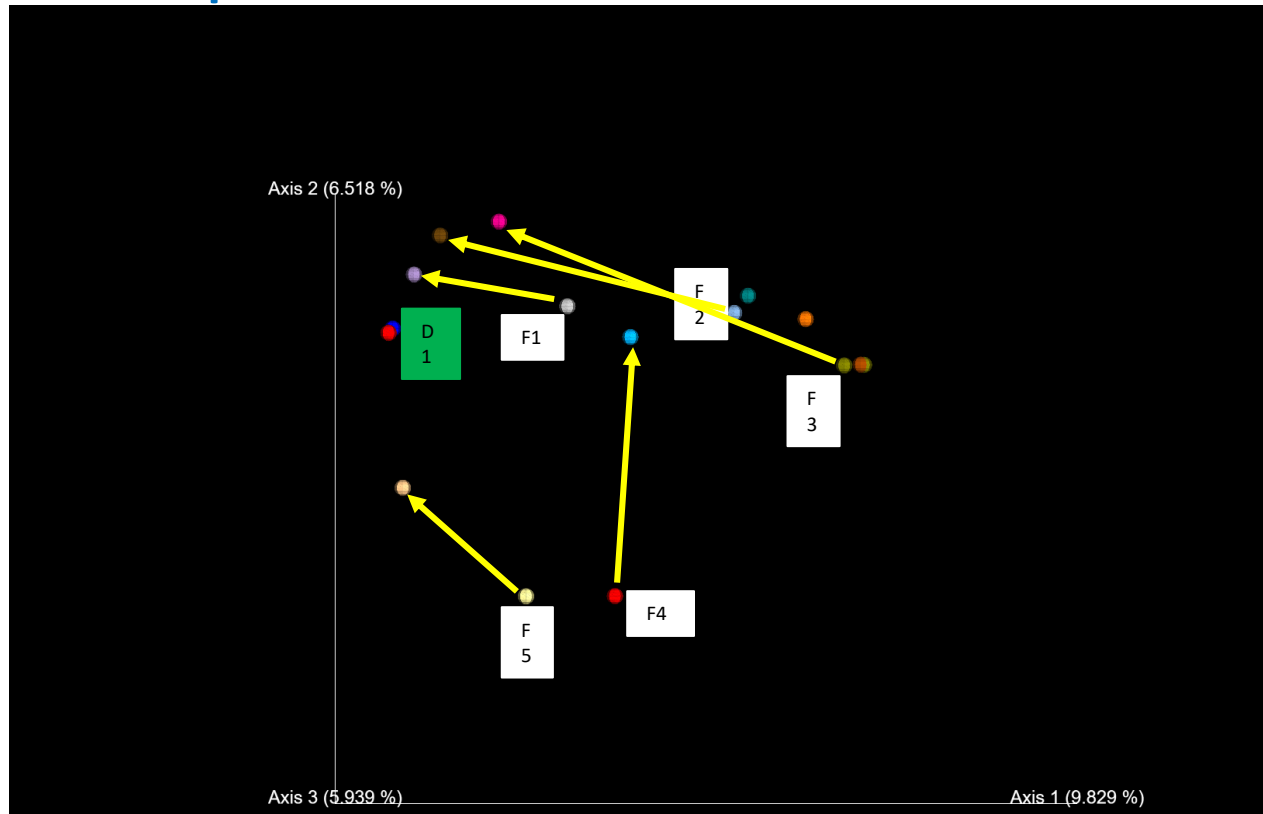 Axis 2 (6.518 %)
F
2
D
1
F1
F
3
F4
F
5
Axis 3 (5.939 %)
Axis 1 (9.829 %)